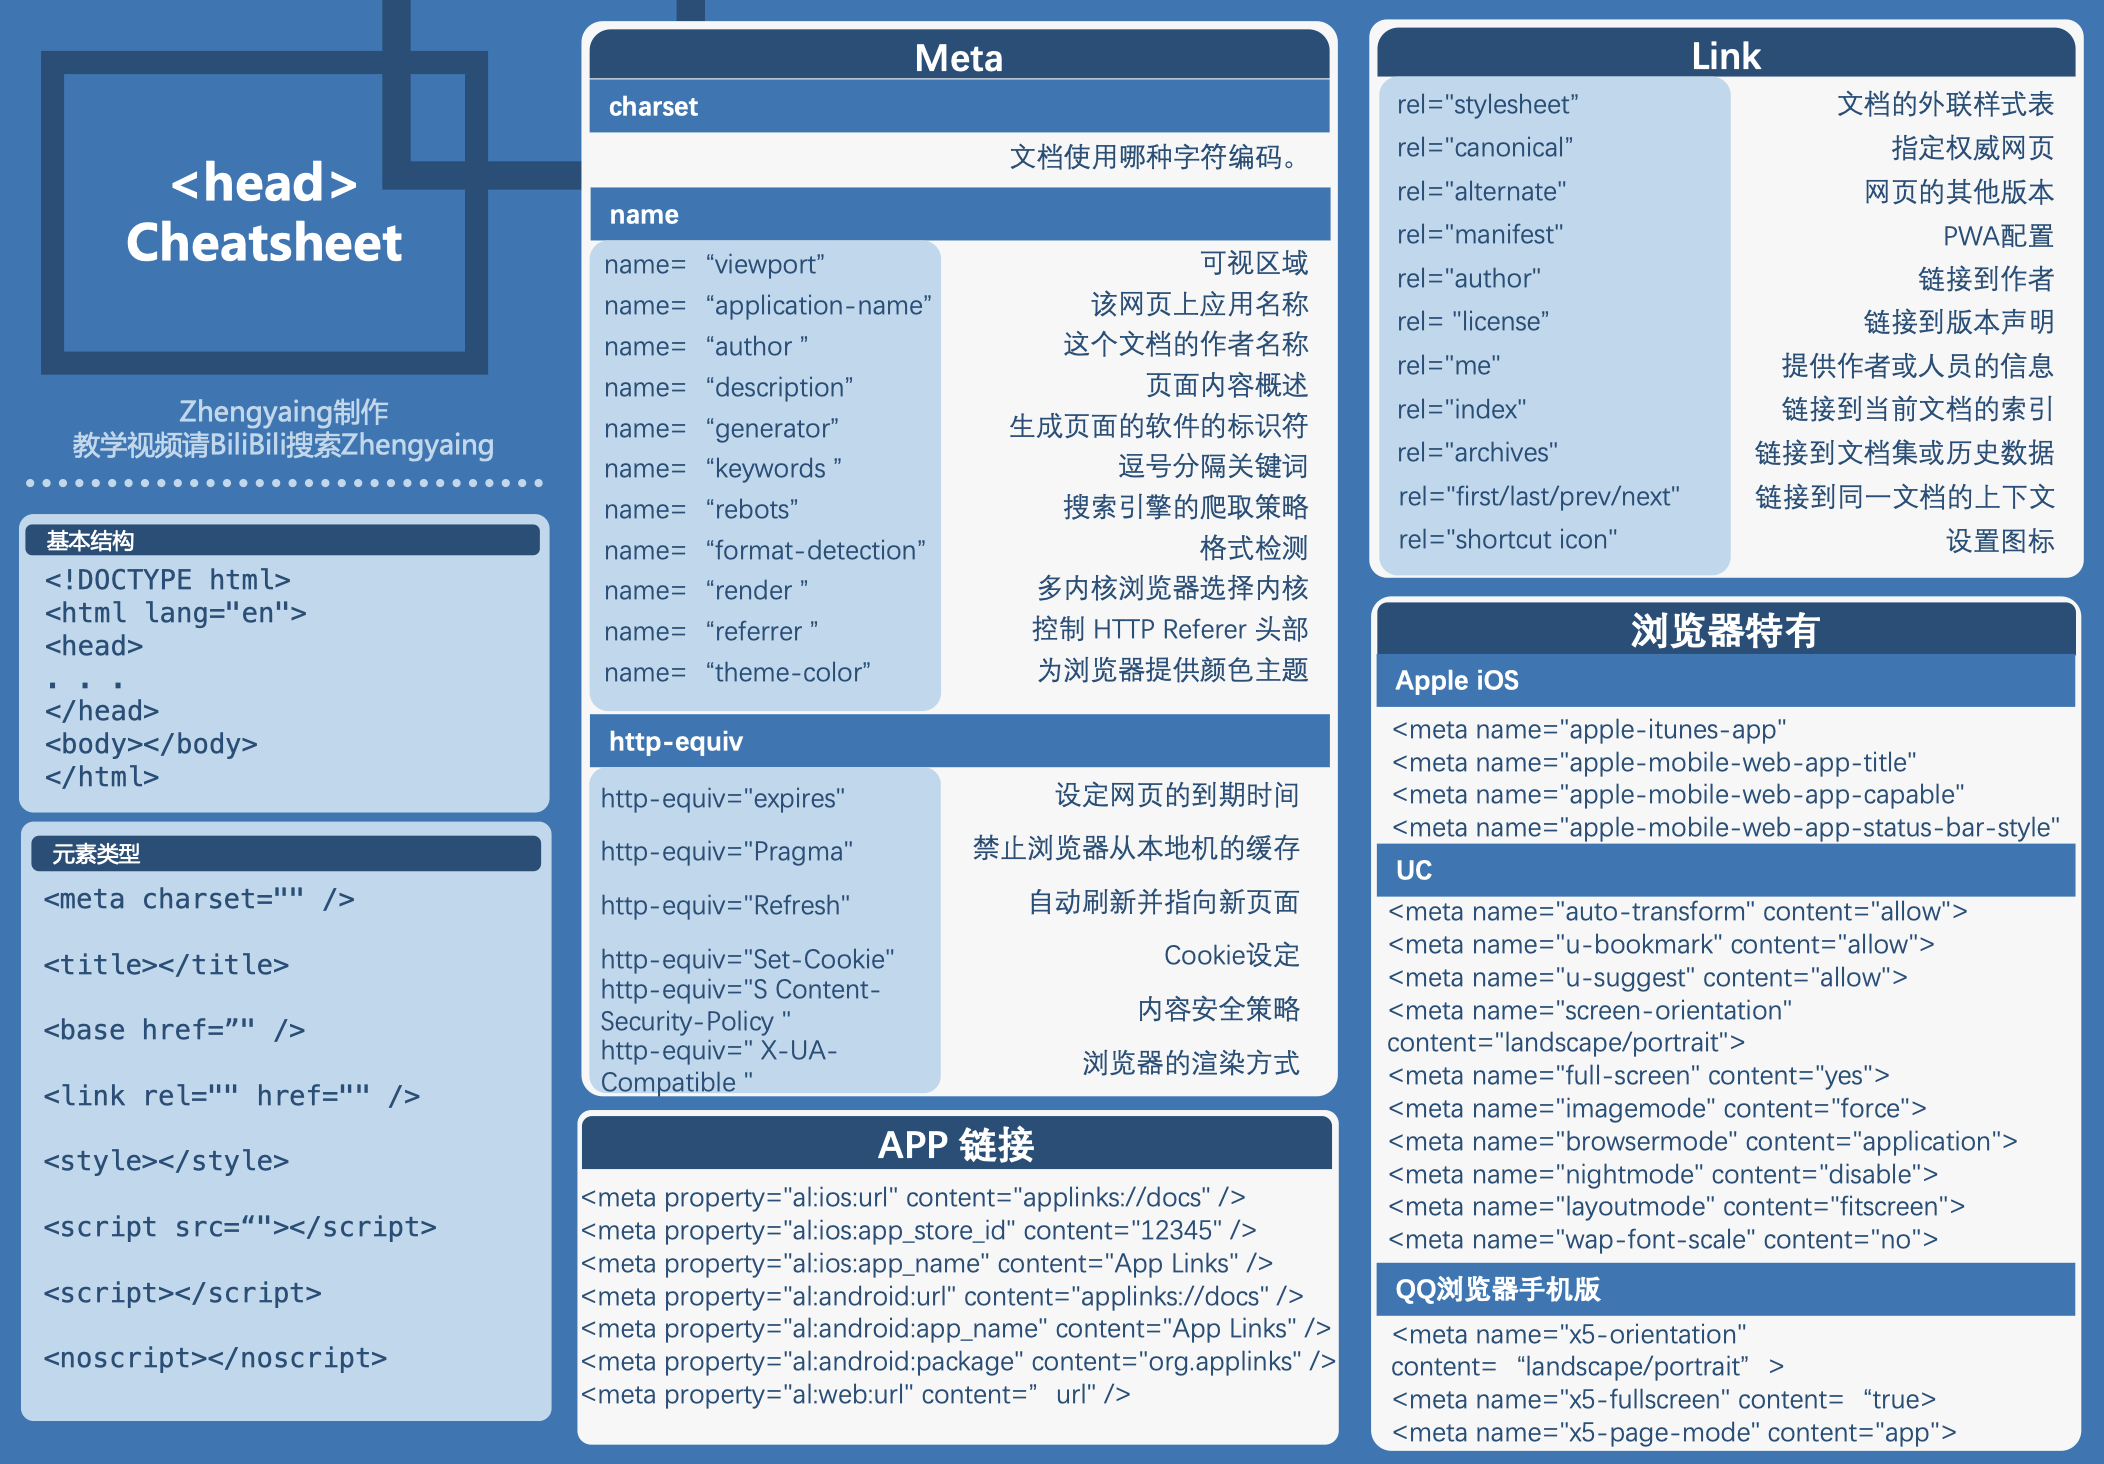 <head>
Cheatsheet
Zhengyaing制作
教学视频请BiliBili搜索Zhengyaing
基本结构
<!DOCTYPE html>
<html lang="en">
<head>
. . .
</head>
<body></body>
</html>
元素类型
<meta charset="" />
<title></title>
<base href=”" />
<link rel="" href="" />
<style></style>
<script src=“"></script>
<script></script>
<noscript></noscript>
Meta
charset
文档使用哪种字符编码。
name
name= “viewport” 可视区域
name= “application-name” 该网页上应用名称
name= “author ” 这个文档的作者名称
name= “description” 页面内容概述
name= “generator” 生成页面的软件的标识符
name= “keywords ” 逗号分隔关键词
name= “rebots” 搜索引擎的爬取策略
name= “format-detection” 格式检测
name= “render ” 多内核浏览器选择内核
name= “referrer ” 控制 HTTP Referer 头部
name= “theme-color” 为浏览器提供颜色主题
http-equiv
http-equiv="expires" 设定网页的到期时间
http-equiv="Pragma" 禁止浏览器从本地机的缓存
http-equiv="Refresh" 自动刷新并指向新页面
http-equiv="Set-Cookie" Cookie设定
http-equiv="S Content-
Security-Policy " 内容安全策略
http-equiv=" X-UA-
Compatible " 浏览器的渲染方式
APP 链接
<meta property="al:ios:url" content="applinks://docs" />
<meta property="al:ios:app_store_id" content="12345" />
<meta property="al:ios:app_name" content="App Links" />
<meta property="al:android:url" content="applinks://docs" />
<meta property="al:android:app_name" content="App Links" />
<meta property="al:android:package" content="org.applinks" />
<meta property="al:web:url" content=” url" />
Link
rel="stylesheet” 文档的外联样式表
rel="canonical” 指定权威网页
rel="alternate" 网页的其他版本
rel="manifest" PWA配置
rel="author" 链接到作者
rel= "license” 链接到版本声明
rel="me" 提供作者或人员的信息
rel="index" 链接到当前文档的索引
rel="archives" 链接到文档集或历史数据
rel="first/last/prev/next" 链接到同一文档的上下文
rel="shortcut icon" 设置图标
浏览器特有
Apple iOS
<meta name="apple-itunes-app"
<meta name="apple-mobile-web-app-title"
<meta name="apple-mobile-web-app-capable"
<meta name="apple-mobile-web-app-status-bar-style"
UC
<meta name="auto-transform" content="allow">
<meta name="u-bookmark" content="allow">
<meta name="u-suggest" content="allow">
<meta name="screen-orientation"
content="landscape/portrait">
<meta name="full-screen" content="yes">
<meta name="imagemode" content="force">
<meta name="browsermode" content="application">
<meta name="nightmode" content="disable">
<meta name="layoutmode" content="fitscreen">
<meta name="wap-font-scale" content="no">
QQ浏览器手机版
<meta name="x5-orientation"
content= “landscape/portrait” >
<meta name="x5-fullscreen" content= “true>
<meta name="x5-page-mode" content="app">